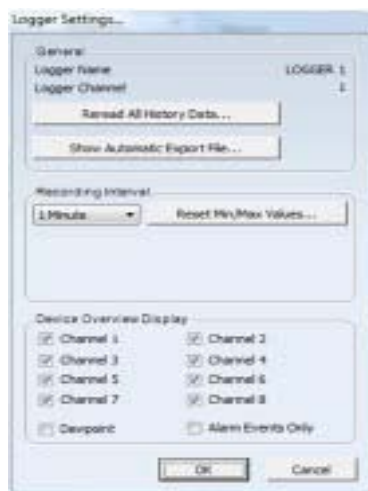 Logger Settings...
General
Logger Name LOGGER 1
Logger Channel 1
Reread All History Data...
Show Automatic Export File...
Recording Interval
1 Minute
Reset Min/Max Values...
Device Overview Display
Channel 1 Channel 2
Channel 3 Channel 4
Channel 5 Channel 6
Channel 7 Channel 8
Dewpoint Alarm Events Only
OK Cancel